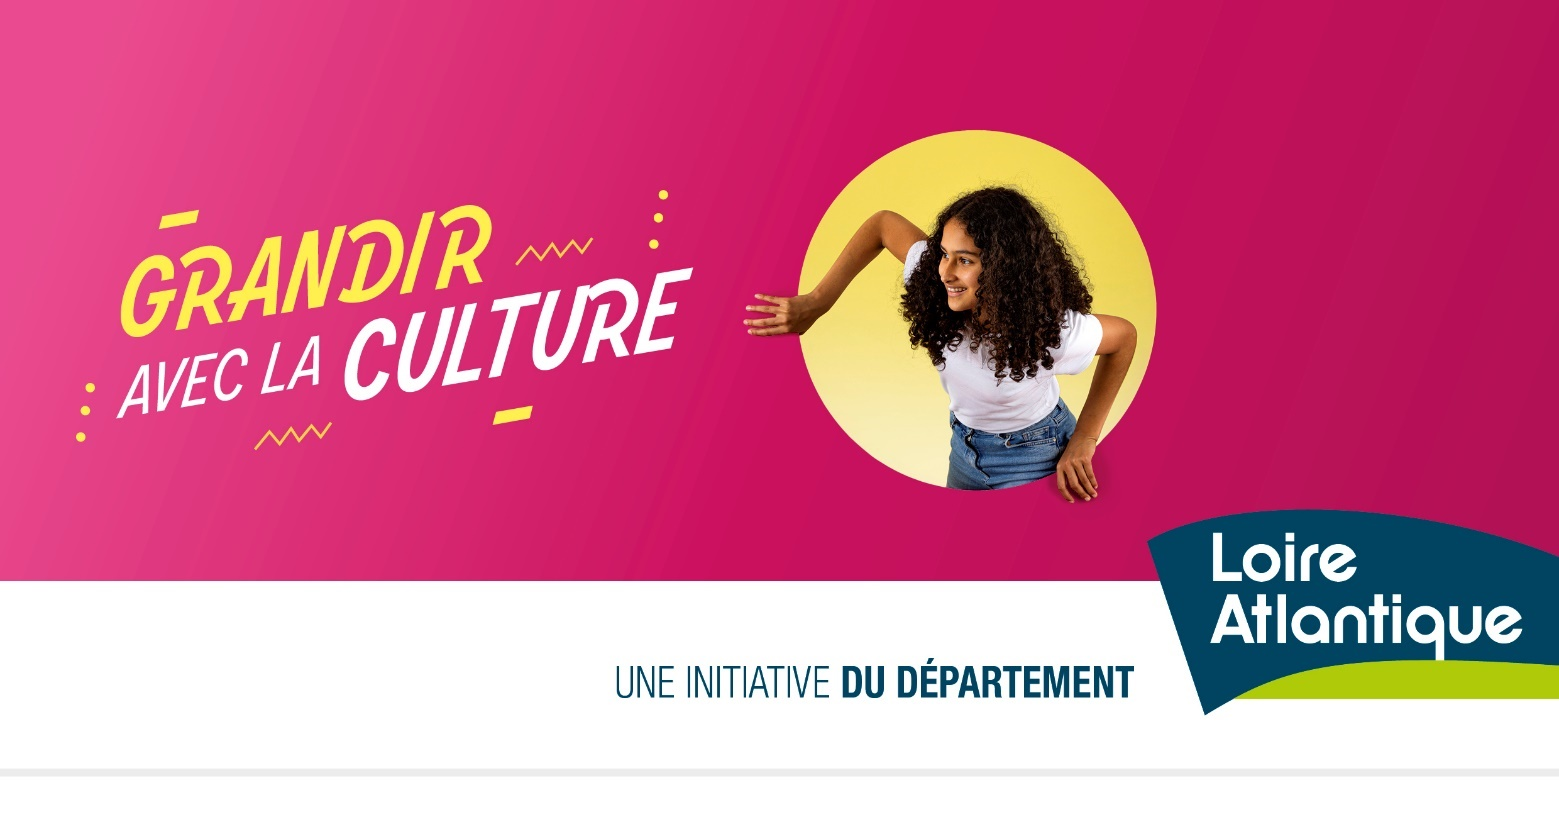 GRANDIR
AVEC LA CULTURE
Loire
Atlantique
UNE INITIATIVE DU DÉPARTEMENT